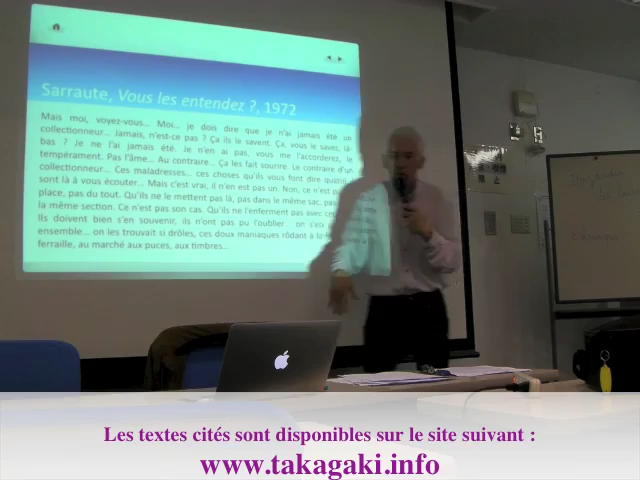 Sarraute, Vous les entendez ?, 1972
Mais moi, voyez-vous... Moi... je dois dire que je n'ai jamais été un
collectionneur... Jamais, n'est-ce pas ? Ça ils le savent. Ça, vous le savez, là-
bas ? Je ne l'ai jamais été. Je n'en ai pas, vous me l'accorderez, le
tempérament. Pas l'âme... Au contraire... Ça les fait sourire. Le contraire d'un
collectionneur... Ces maladresses... ces choses qu'ils vous font dire quand
sont là à vous écouter... Mais c'est vrai, il n'en est pas un. Non, ce n'est pas
place, pas du tout. Qu'ils ne le mettent pas là, pas dans le même sac, pas
la même section. Ce n'est pas son cas. Qu'ils ne l'enferment pas avec
Ils doivent bien s'en souvenir, ils n'ont pas pu l'oublier... on s'en
ensemble... on les trouvait si drôles, ces doux maniaques rôdant à la
ferraille, au marché aux puces, aux timbres...
Les textes cités sont disponibles sur le site suivant :
www.takagaki.info